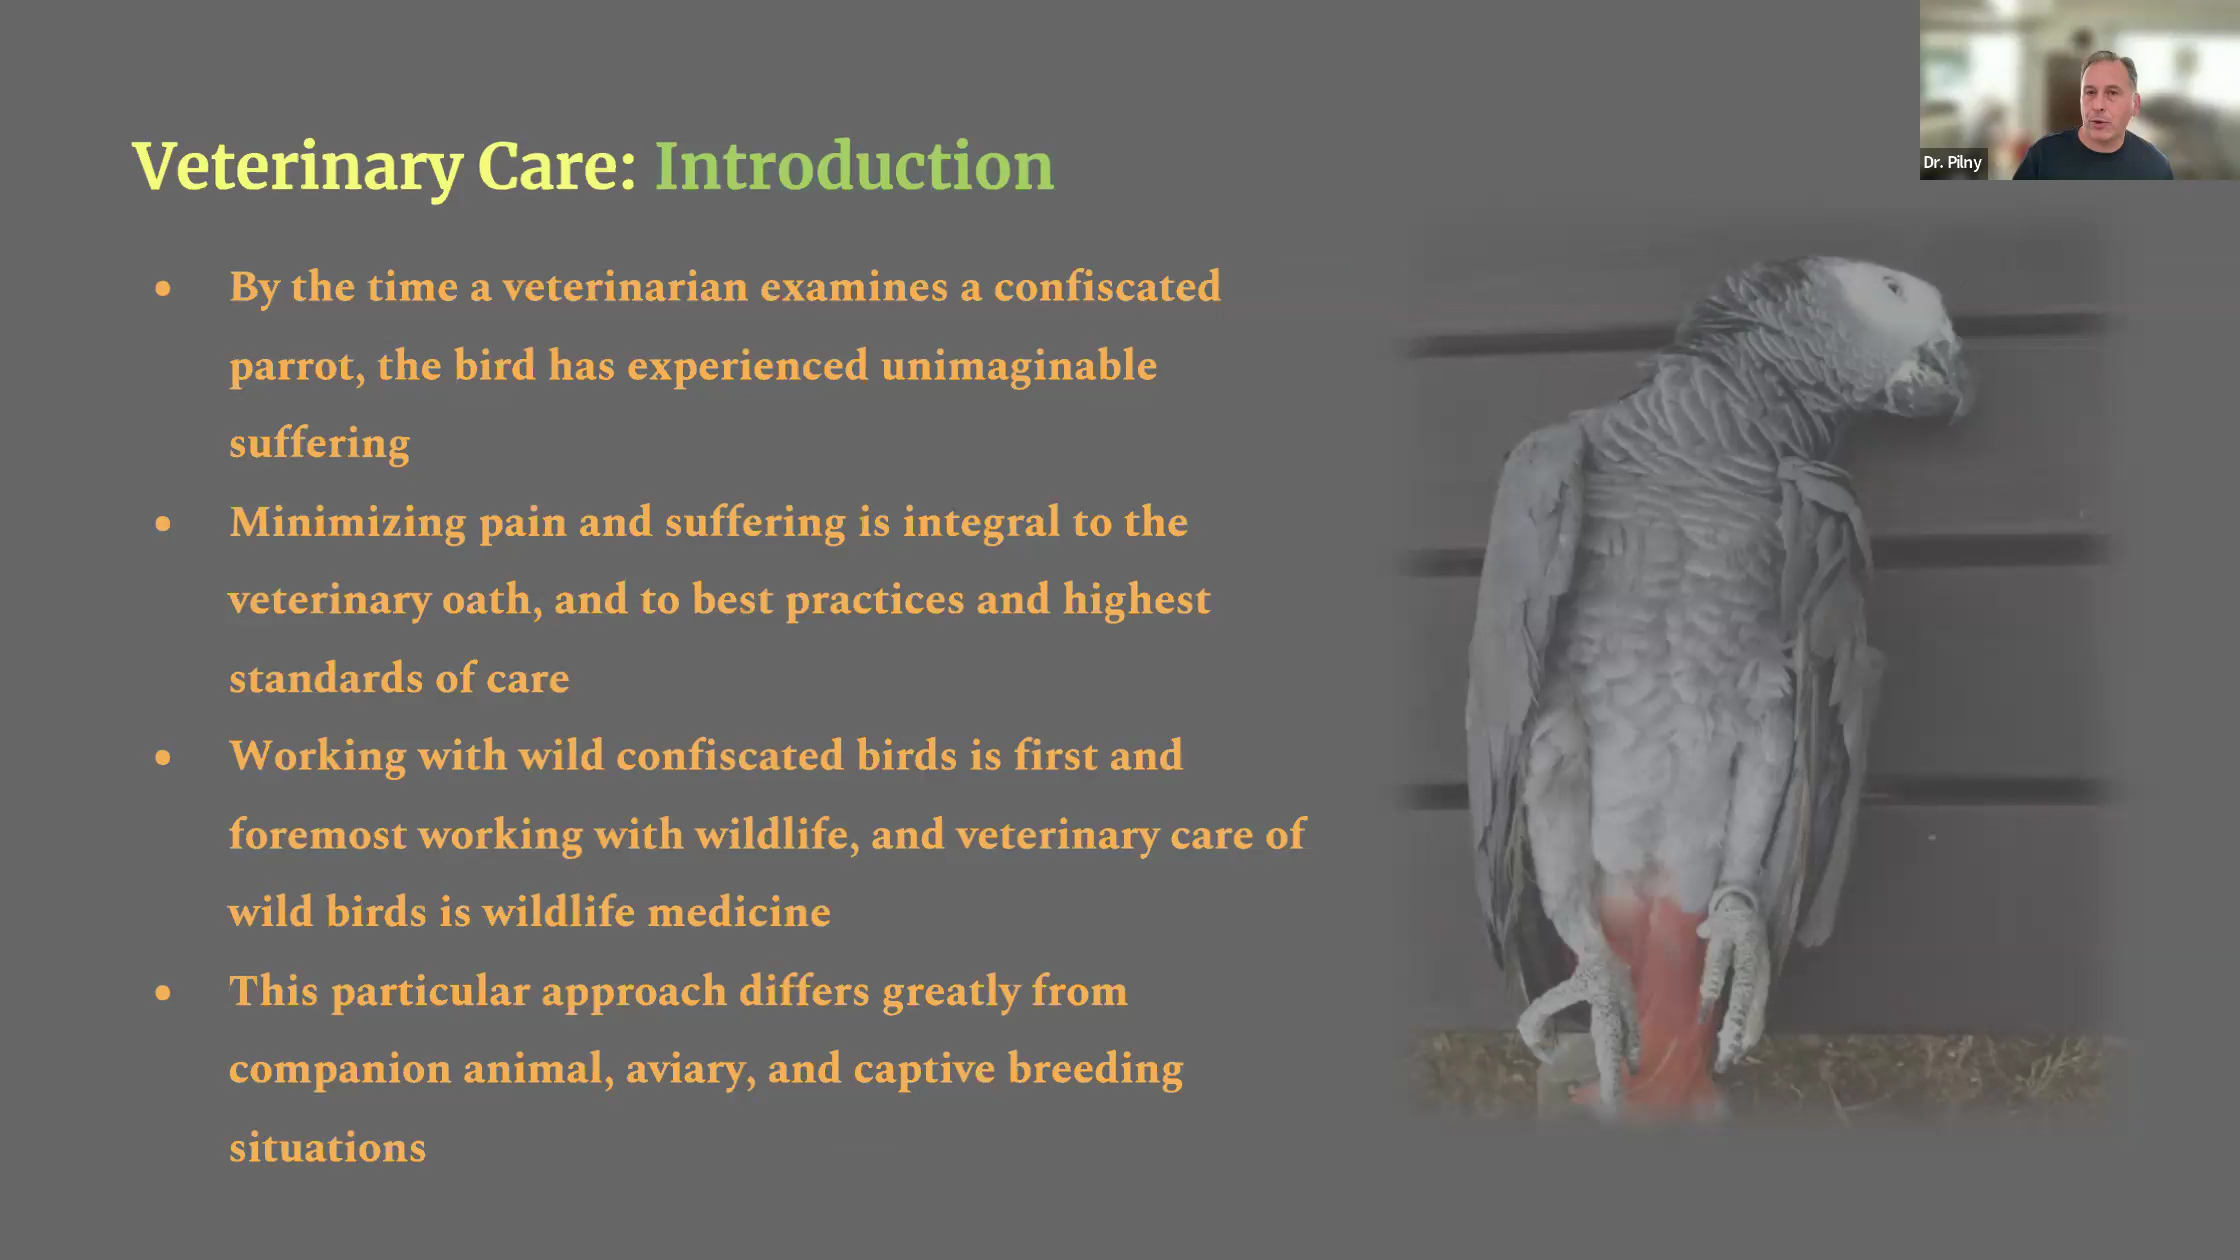 Dr. Pilny
Veterinary Care: Introduction
• By the time a veterinarian examines a confiscated
parrot, the bird has experienced unimaginable
suffering
• Minimizing pain and suffering is integral to the
veterinary oath, and to best practices and highest
standards of care
• Working with wild confiscated birds is first and
foremost working with wildlife, and veterinary care of
wild birds is wildlife medicine
• This particular approach differs greatly from
companion animal, aviary, and captive breeding
situations